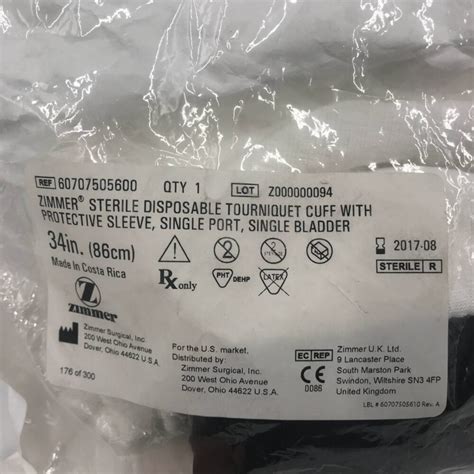 REF 60707505600 QTY 1 LOT Z000000094
ZIMMER® STERILE DISPOSABLE TOURNIQUET CUFF WITH
PROTECTIVE SLEEVE, SINGLE PORT, SINGLE BLADDER
34in. (86cm)
Made in Costa Rica
2017-08
STERILE R
Rx only
PHT DEHP
LATEX
2
2
zimmer
Zimmer Surgical, Inc
200 West Ohio Avenue
Dover, Ohio 44622 U.S.A.
176 of 300
For the U.S. market,
Distributed by:
Zimmer Surgical, Inc.
200 West Ohio Avenue
Dover, Ohio 44622 U.S.A
EC REP
CE
0086
Zimmer U.K. Ltd.
9 Lancaster Place
South Marston Park
Swindon, Wiltshire SN3 4FP
United Kingdom
LBL # 60707505610 Rev. A